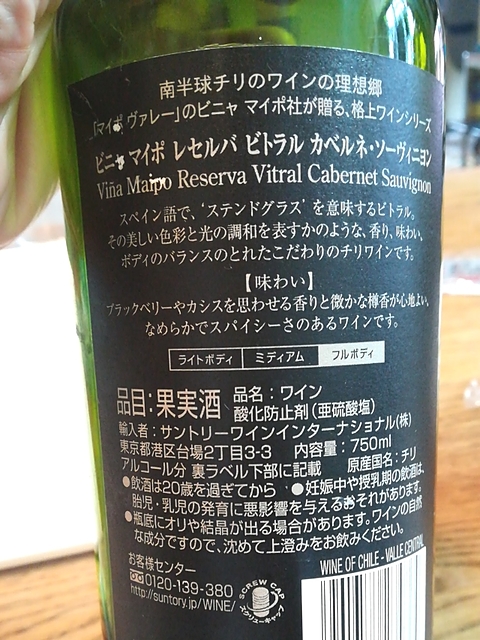 南半球チリのワインの理想郷
「マイポ ヴァレー」のビニャ マイポ社が贈る、格上ワインシリーズ
ビニャ マイポ レセルバ ビトラル カベルネ・ソーヴィニヨン
Viña Maipo Reserva Vitral Cabernet Sauvignon
スペイン語で、‘ステンドグラス’を意味するビトラル。
その美しい色彩と光の調和を表すかのような、香り、味わい、
ボディのバランスのとれたこだわりのチリワインです。
【味わい】
ブラックベリーやカシスを思わせる香りと微かな樽香が心地よい、
なめらかでスパイシーさのあるワインです。
ライトボディ ミディアム フルボディ
品目:果実酒 品名:ワイン
酸化防止剤(亜硫酸塩)
輸入者:サントリーワインインターナショナル(株)
東京都港区台場2丁目3-3 内容量:750ml
アルコール分 裏ラベル下部に記載 原産国名:チリ
●飲酒は20歳を過ぎてから ●妊娠中や授乳期の飲酒は、
胎児・乳児の発育に悪影響を与えるおそれがあります。
●瓶底にオリや結晶が出る場合があります。ワインの自然
な成分ですので、沈めて上澄みをお飲みください。
お客様センター
0120-139-380
http://suntory.jp/WINE/
SCREW CAP
スクリューキャップ
WINE OF CHILE - VALLE CENTRAL